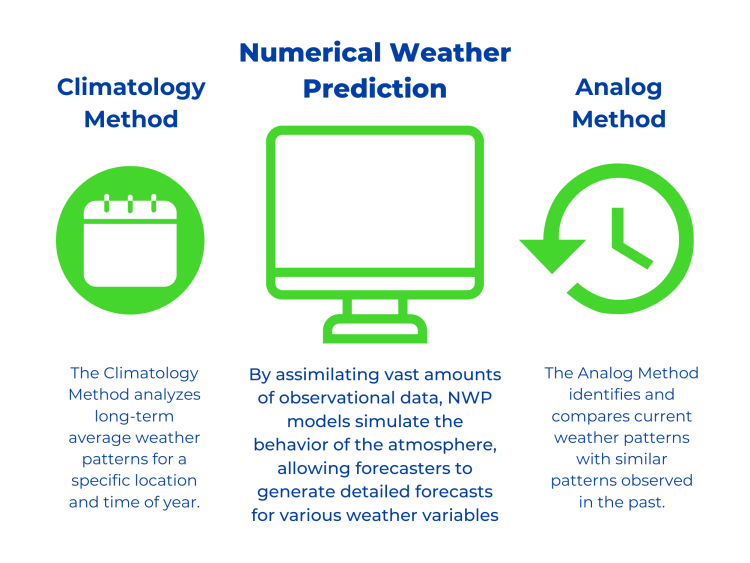 Climatology
Method
The Climatology
Method analyzes
long-term
average weather
patterns for a
specific location
and time of year.
Numerical Weather
Prediction
By assimilating vast amounts
of observational data, NWP
models simulate the
behavior of the atmosphere,
allowing forecasters to
generate detailed forecasts
for various weather variables
Analog
Method
The Analog Method
identifies and
compares current
weather patterns
with similar
patterns observed
in the past.